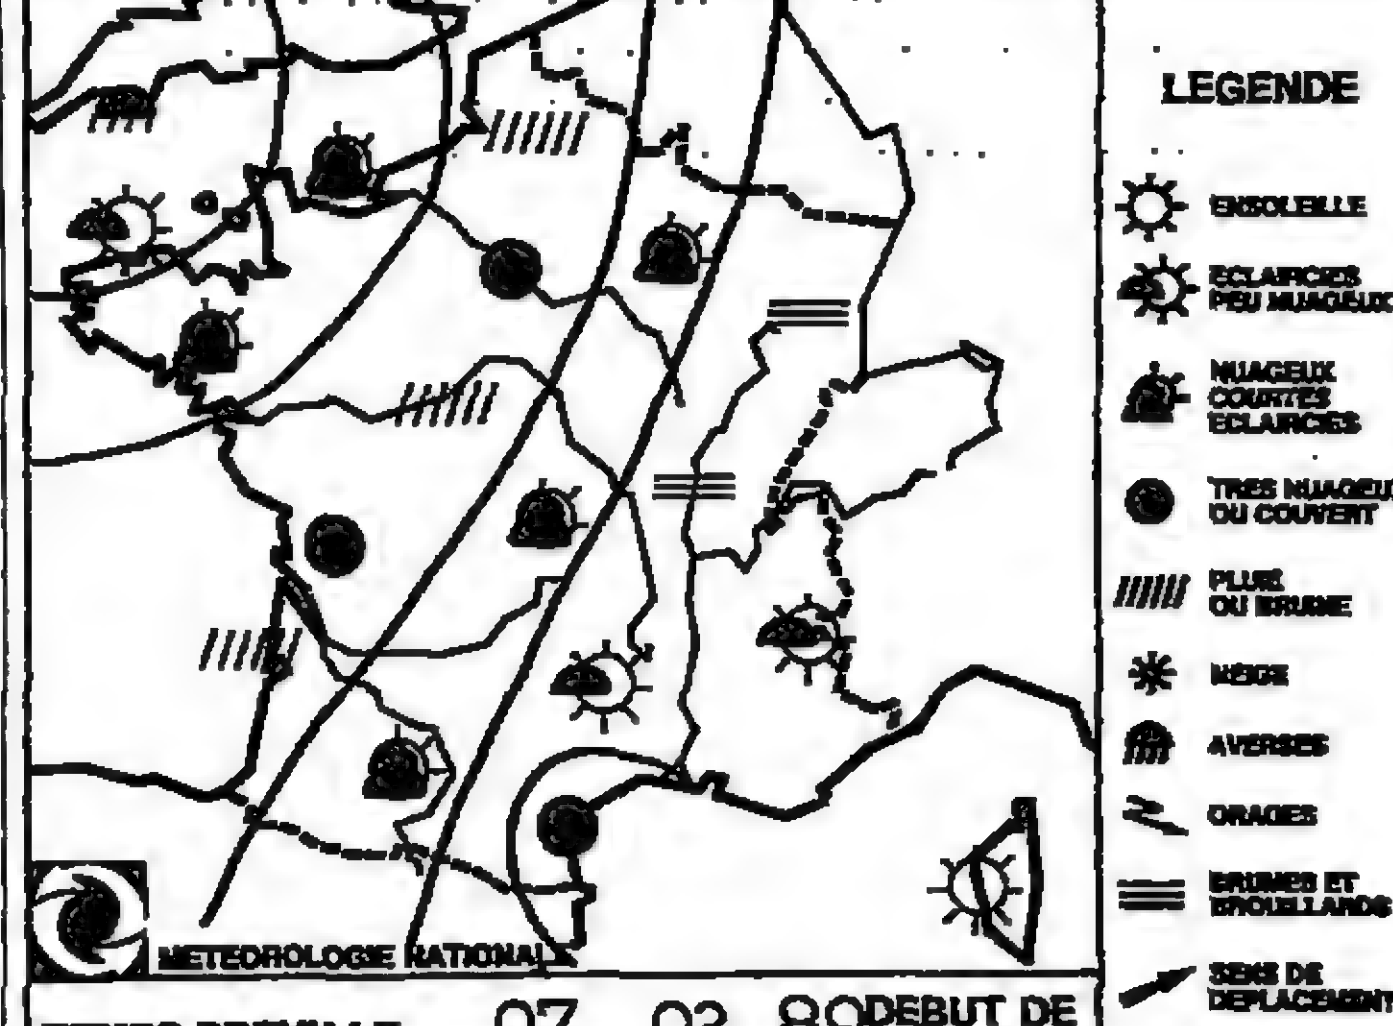 LEGENDE
ENSOLEILLE
ECLAIRCIES
PEU NUAGEUX
NUAGEUX
COURTES
ECLAIRCIES
TRES NUAGEUX
OU COUVERT
PLUIE
OU BRUINE
NEIGE
AVERSES
ORAGES
BRUMES ET
BROUILLARDS
SENS DE
DEPLACEMENT
METEOROLOGIE NATIONALE
07 03 89 DEBUT DE